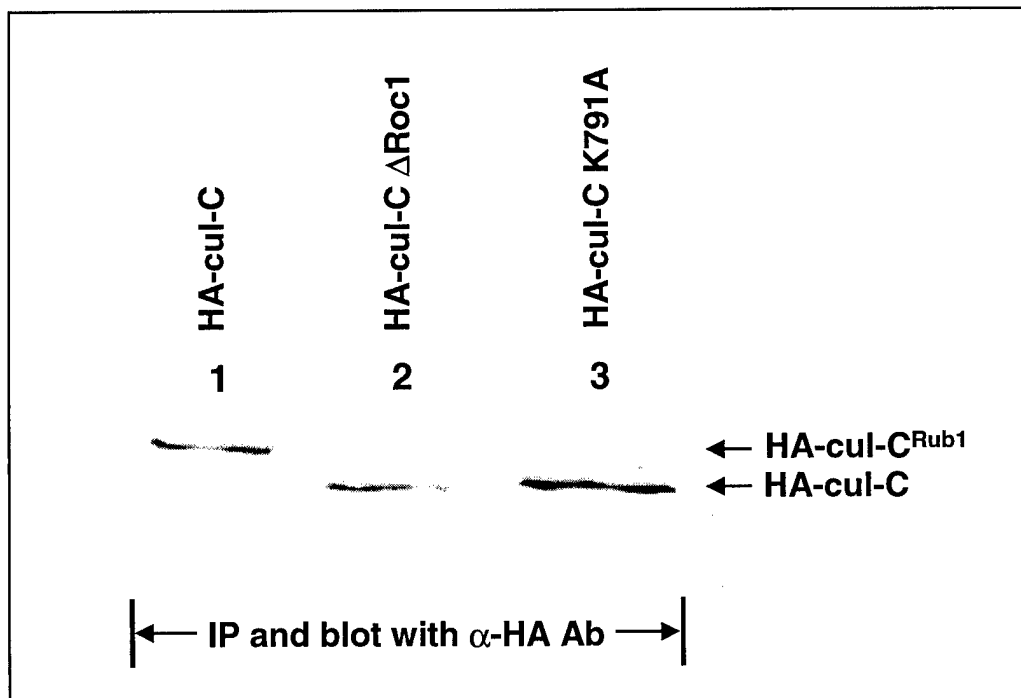 HA-cul-C
HA-cul-C ΔRoc1
HA-cul-C K791A
1 2 3
← HA-cul-C^Rub1
← HA-cul-C
|← IP and blot with α-HA Ab →|